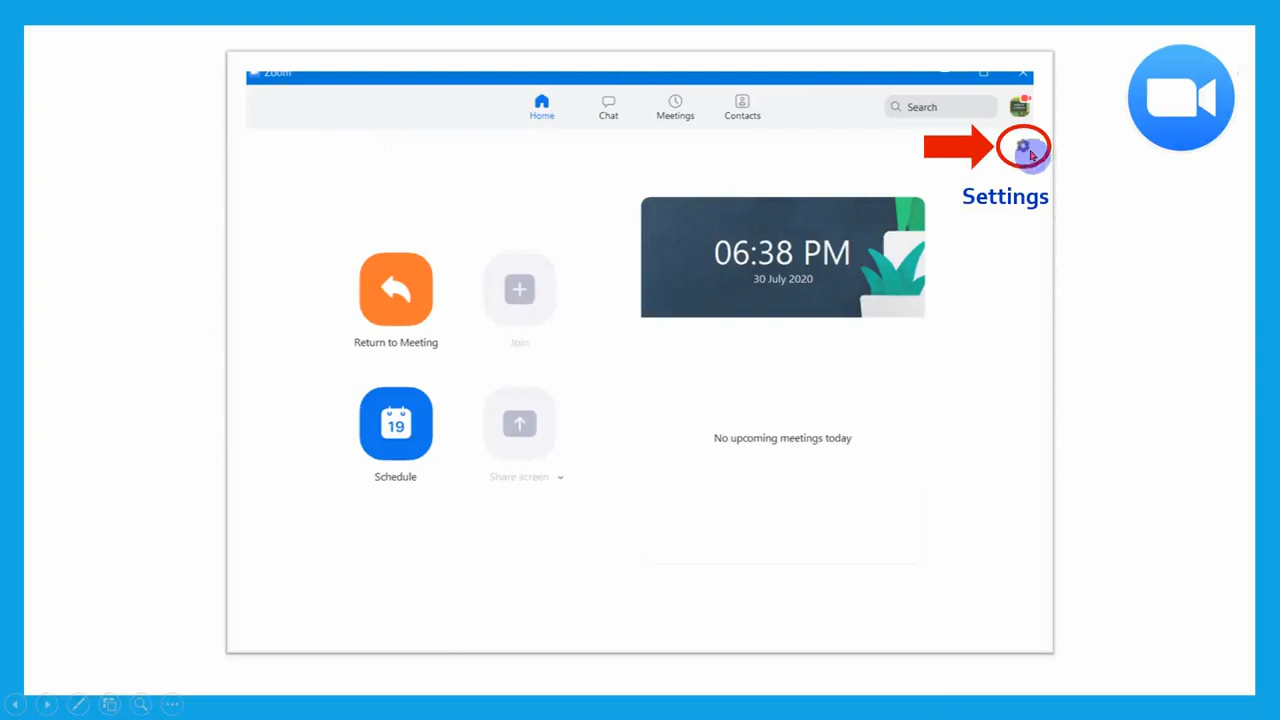 Zoom
Home
Chat
Meetings
Contacts
Search
Settings
06:38 PM
30 July 2020
Return to Meeting
Join
19
Schedule
Share screen
No upcoming meetings today